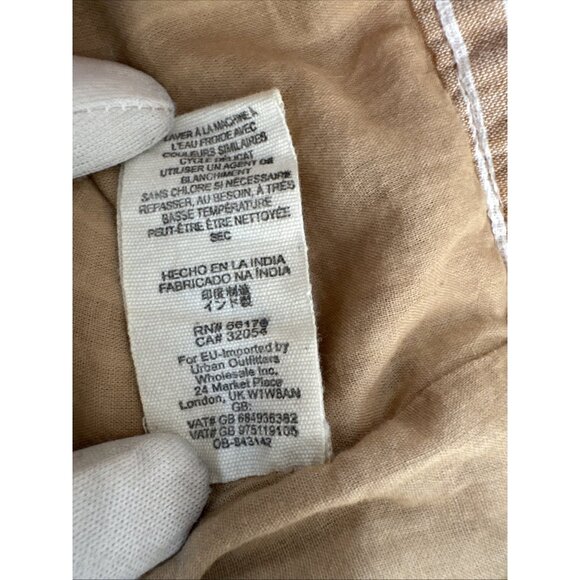 LAVER À LA MACHINE À
L'EAU FROIDE AVEC
COULEURS SIMILAIRES
CYCLE DÉLICAT
UTILISER UN AGENT DE
BLANCHIMENT
SANS CHLORE SI NÉCESSAIRE
REPASSER, AU BESOIN, À TRÈS
BASSE TEMPÉRATURE
PEUT-ÊTRE ÊTRE NETTOYÉE
SEC
HECHO EN LA INDIA
FABRICADO NA ÍNDIA
印度制造
インド製
RN# 66170
CA# 32054
For EU-Imported by
Urban Outfitters
Wholesale Inc.
24 Market Place
London, UK W1W8AN
GB:
VAT# GB 684936382
VAT# GB 975119105
OB-843142